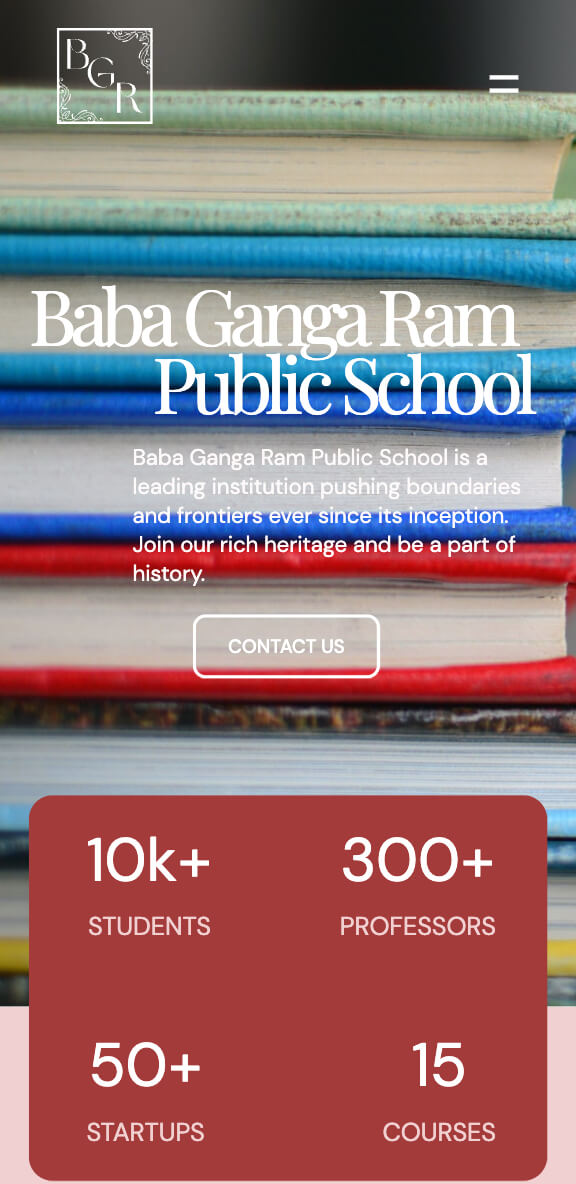 BGR
Baba Ganga Ram
Public School
Baba Ganga Ram Public School is a
leading institution pushing boundaries
and frontiers ever since its inception.
Join our rich heritage and be a part of
history.
CONTACT US
10k+ 300+
STUDENTS PROFESSORS
50+ 15
STARTUPS COURSES